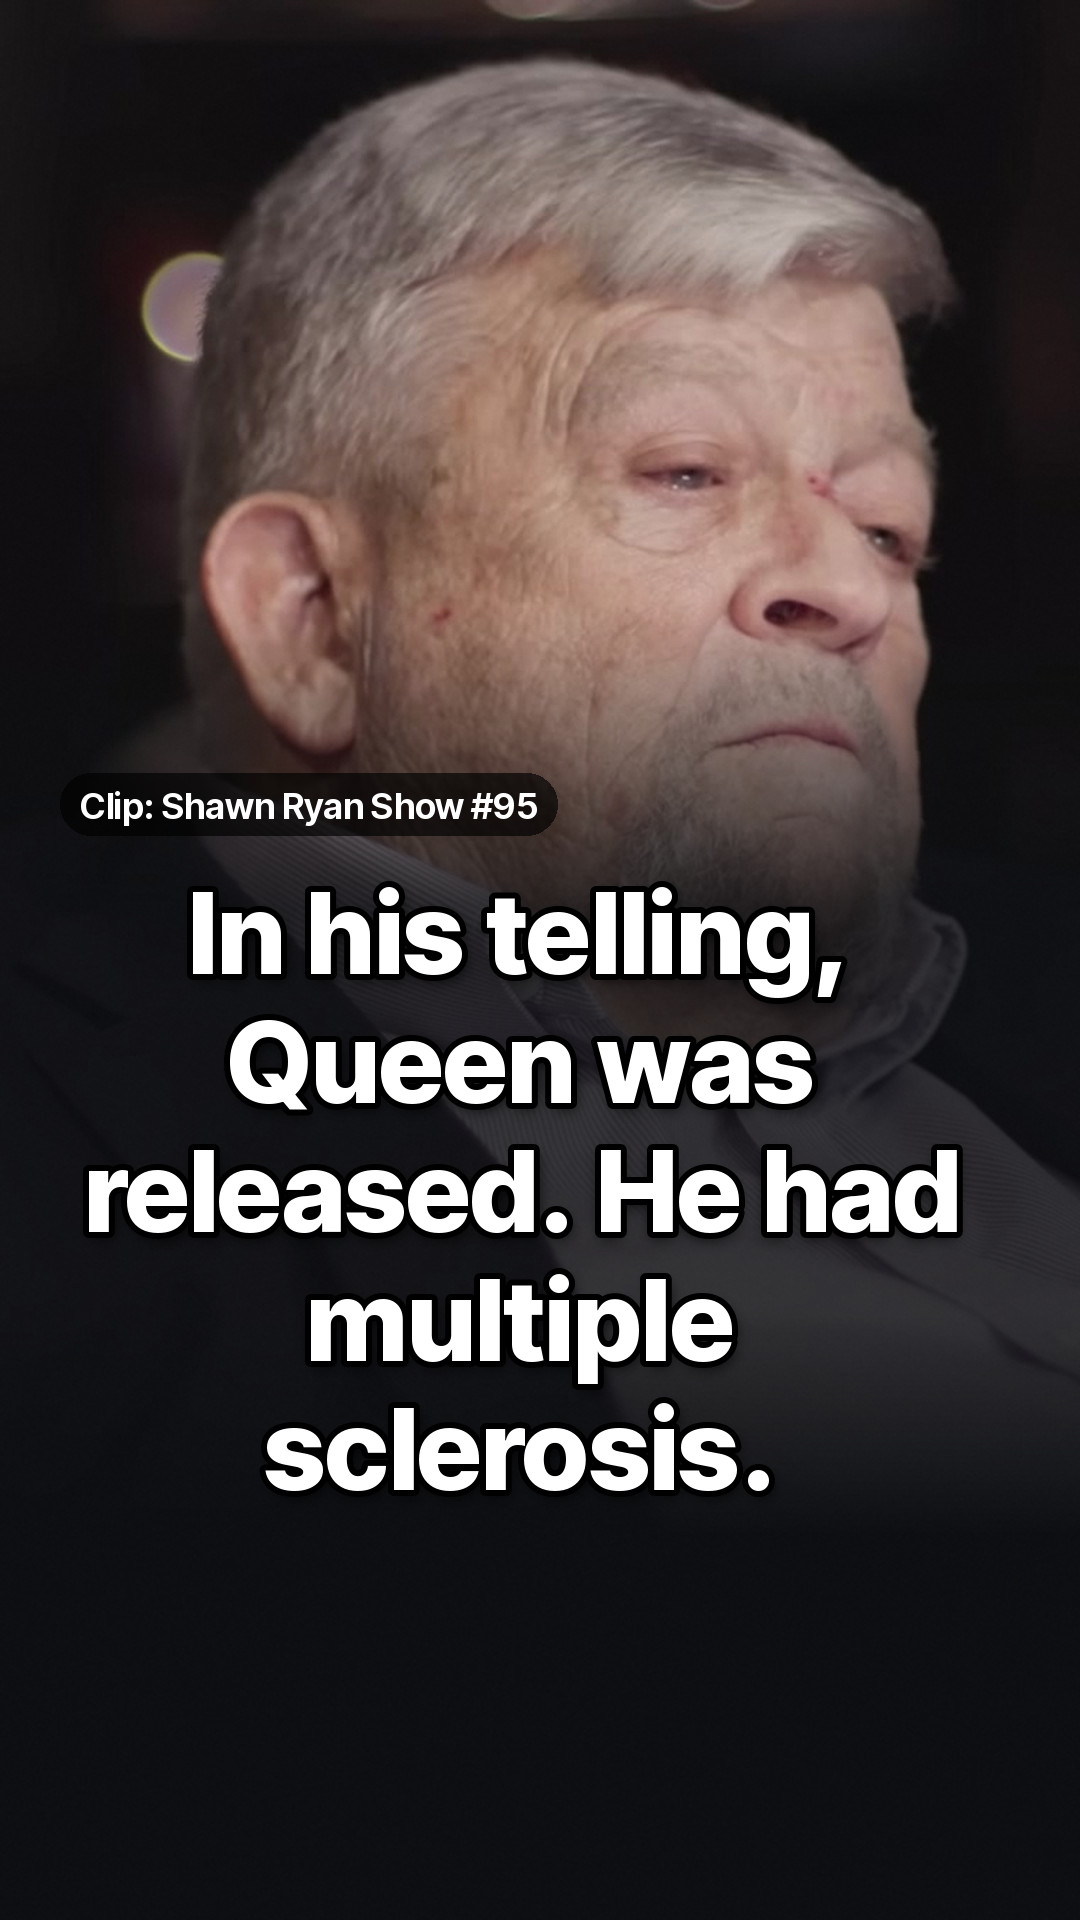 Clip: Shawn Ryan Show #95
In his telling,
Queen was
released. He had
multiple
sclerosis.